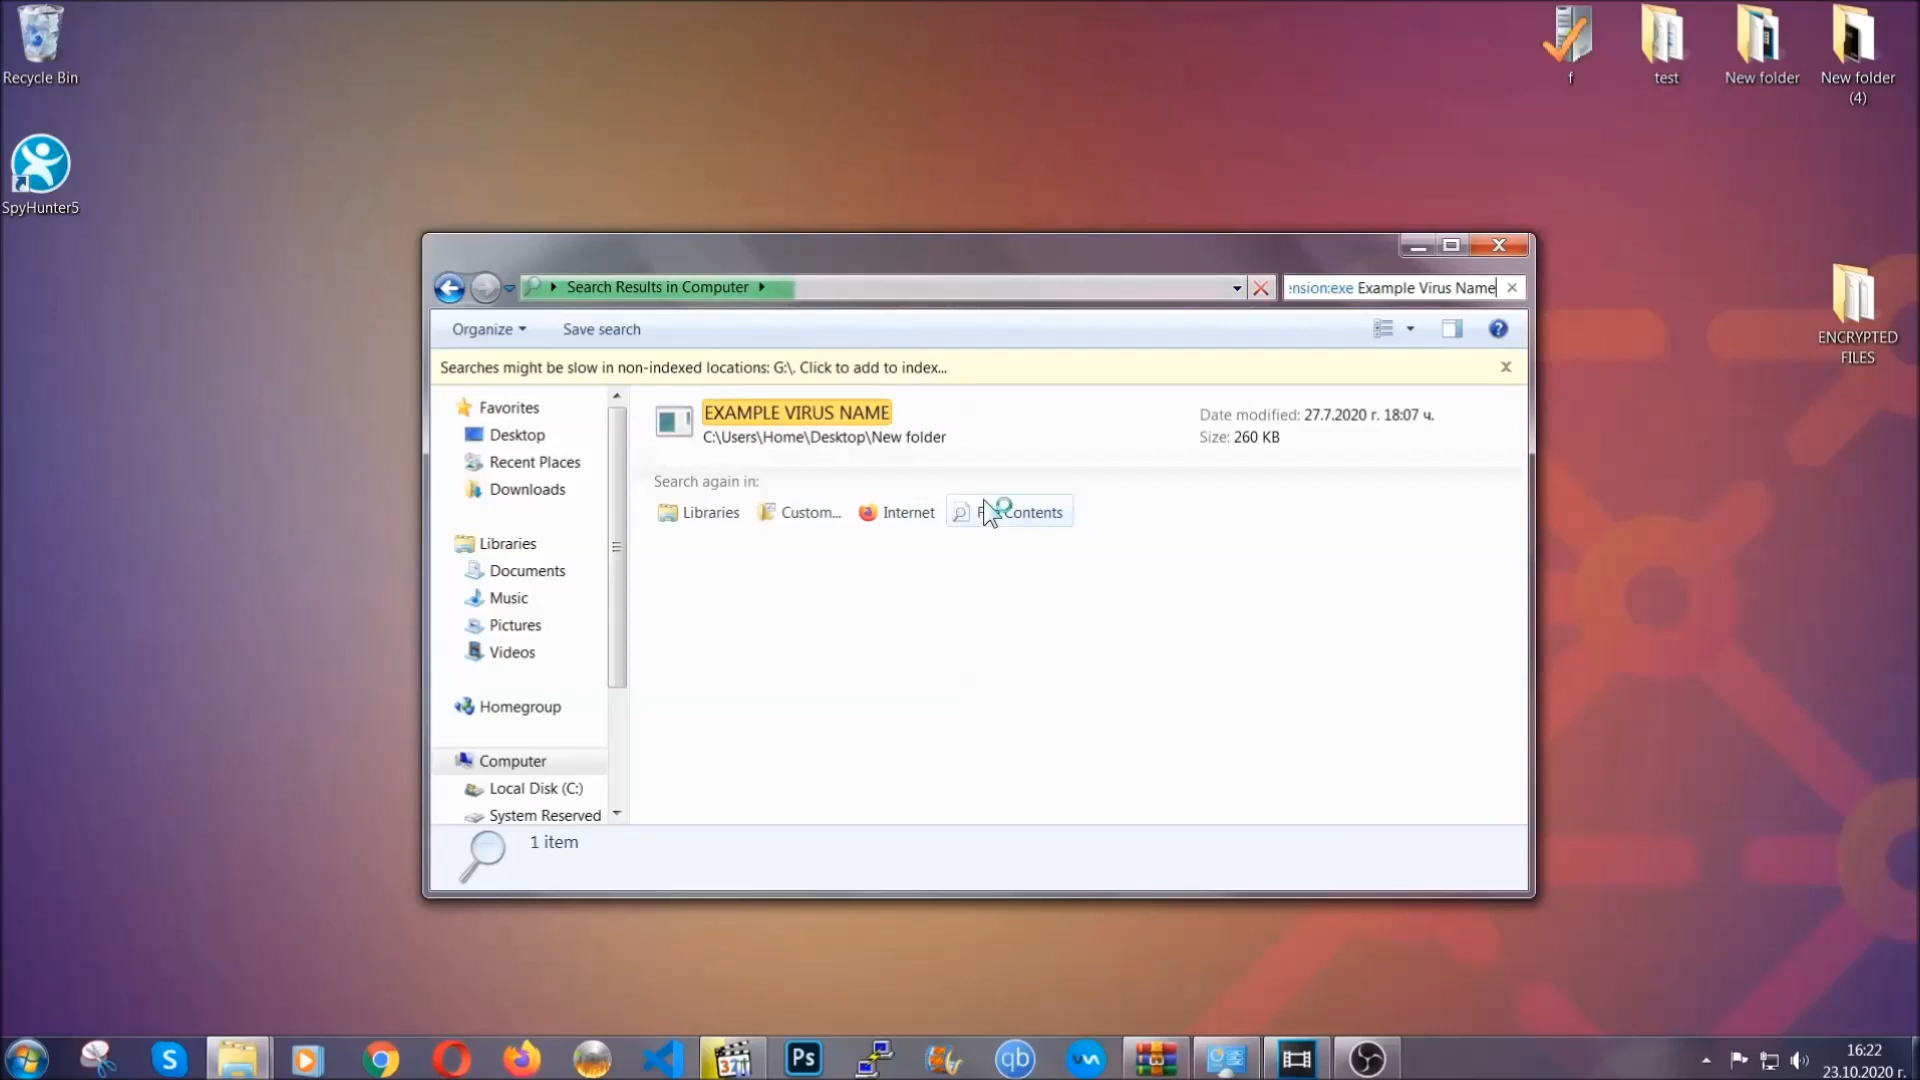 Recycle Bin
SpyHunter5
f
test
New folder
New folder
(4)
ENCRYPTED
FILES
Search Results in Computer
ension:exe Example Virus Name
Organize
Save search
Searches might be slow in non-indexed locations: G:\. Click to add to index...
Favorites
Desktop
Recent Places
Downloads
Libraries
Documents
Music
Pictures
Videos
Homegroup
Computer
Local Disk (C:)
System Reserved
EXAMPLE VIRUS NAME
C:\Users\Home\Desktop\New folder
Date modified: 27.7.2020 г. 18:07 ч.
Size: 260 KB
Search again in:
Libraries
Custom...
Internet
Contents
1 item
S
321
Ps
qb
16:22
23.10.2020 г.